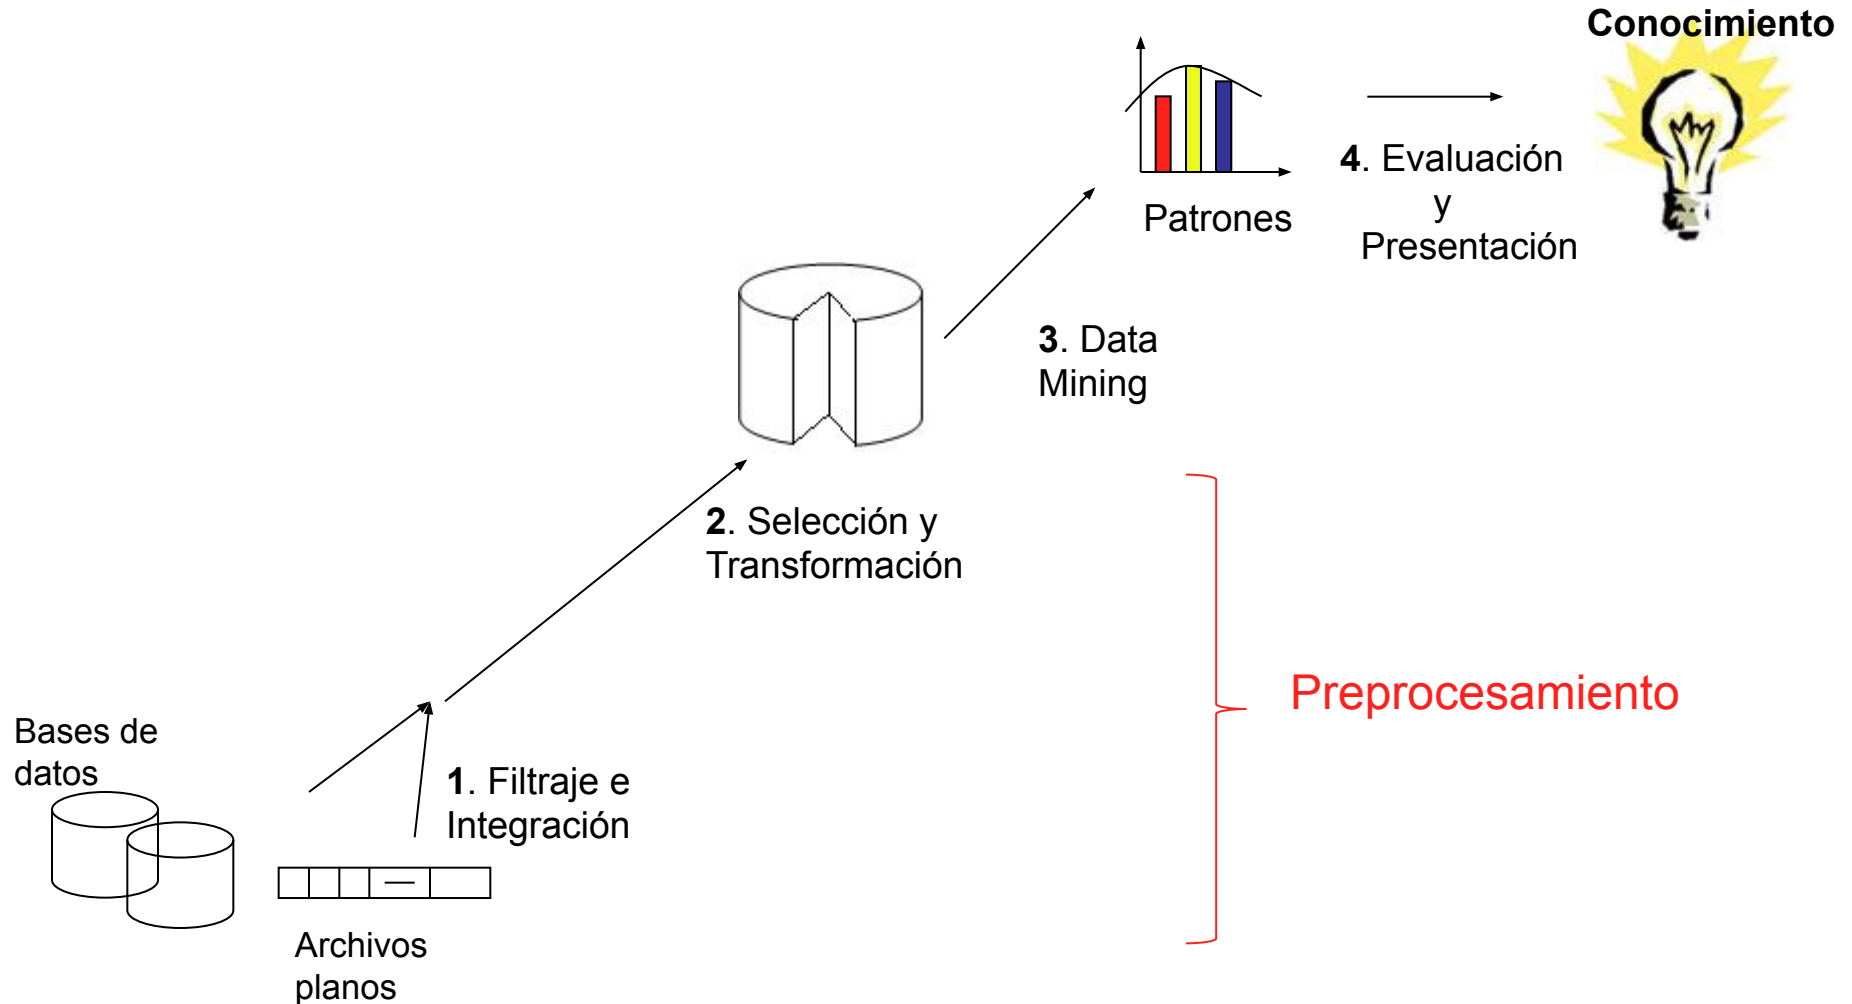 Conocimiento
4. Evaluación
y
Presentación
Patrones
3. Data
Mining
2. Selección y
Transformación
Preprocesamiento
Bases de
datos
1. Filtraje e
Integración
Archivos
planos